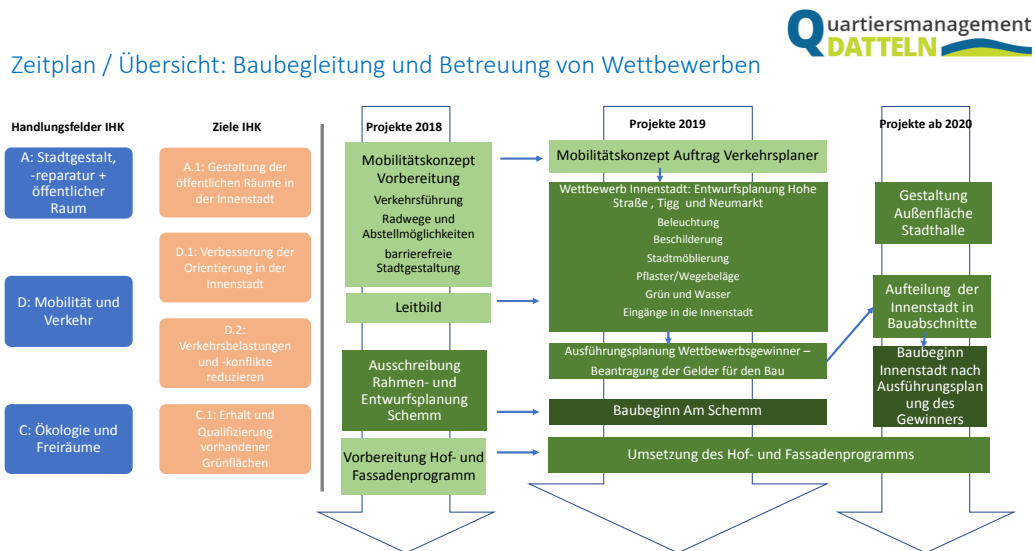 Quartiersmanagement
DATTELN
Zeitplan / Übersicht: Baubegleitung und Betreuung von Wettbewerben
Handlungsfelder IHK
A: Stadtgestalt,
-reparatur +
öffentlicher
Raum
D: Mobilität und
Verkehr
C: Ökologie und
Freiräume
Ziele IHK
A.1: Gestaltung der
öffentlichen Räume in
der Innenstadt
D.1: Verbesserung der
Orientierung in der
Innenstadt
D.2:
Verkehrsbelastungen
und -konflikte
reduzieren
C.1: Erhalt und
Qualifizierung
vorhandener
Grünflächen
Projekte 2018
Mobilitätskonzept
Vorbereitung
Verkehrsführung
Radwege und
Abstellmöglichkeiten
barrierefreie
Stadtgestaltung
Leitbild
Ausschreibung
Rahmen- und
Entwurfsplanung
Schemm
Vorbereitung Hof- und
Fassadenprogramm
Projekte 2019
Mobilitätskonzept Auftrag Verkehrsplaner
Wettbewerb Innenstadt: Entwurfsplanung Hohe
Straße , Tigg und Neumarkt
Beleuchtung
Beschilderung
Stadtmöblierung
Pflaster/Wegebeläge
Grün und Wasser
Eingänge in die Innenstadt
Ausführungsplanung Wettbewerbsgewinner –
Beantragung der Gelder für den Bau
Baubeginn Am Schemm
Umsetzung des Hof- und Fassadenprogramms
Projekte ab 2020
Gestaltung
Außenfläche
Stadthalle
Aufteilung der
Innenstadt in
Bauabschnitte
Baubeginn
Innenstadt nach
Ausführungsplan
ung des
Gewinners